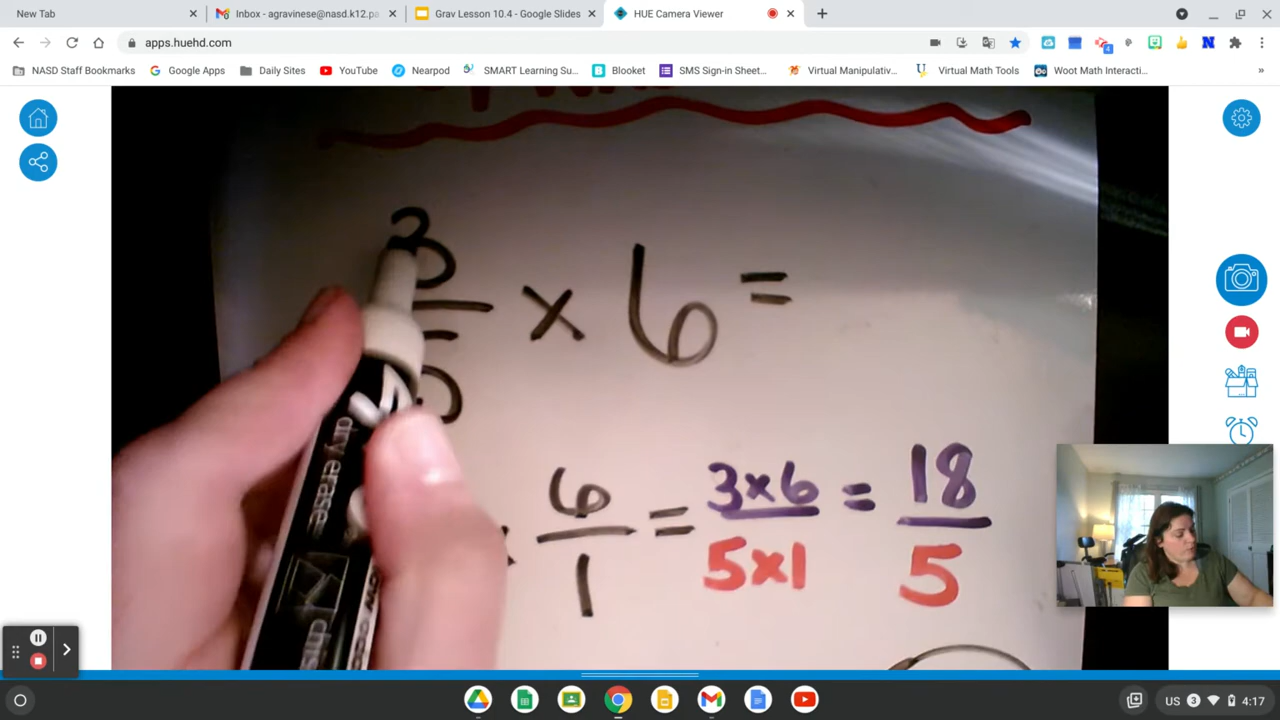 New Tab
Inbox - agravinese@nasd.k12.pa
Grav Lesson 10.4 - Google Slides
HUE Camera Viewer
apps.huehd.com
4
NASD Staff Bookmarks
Google Apps
Daily Sites
YouTube
Nearpod
SMART Learning Su...
Blooket
SMS Sign-in Sheet...
Virtual Manipulativ...
Virtual Math Tools
Woot Math Interacti...
»
3/5 × 6 =
× 6/1 = 3×6/5×1 = 18/5
dry erase
US 3 4:17